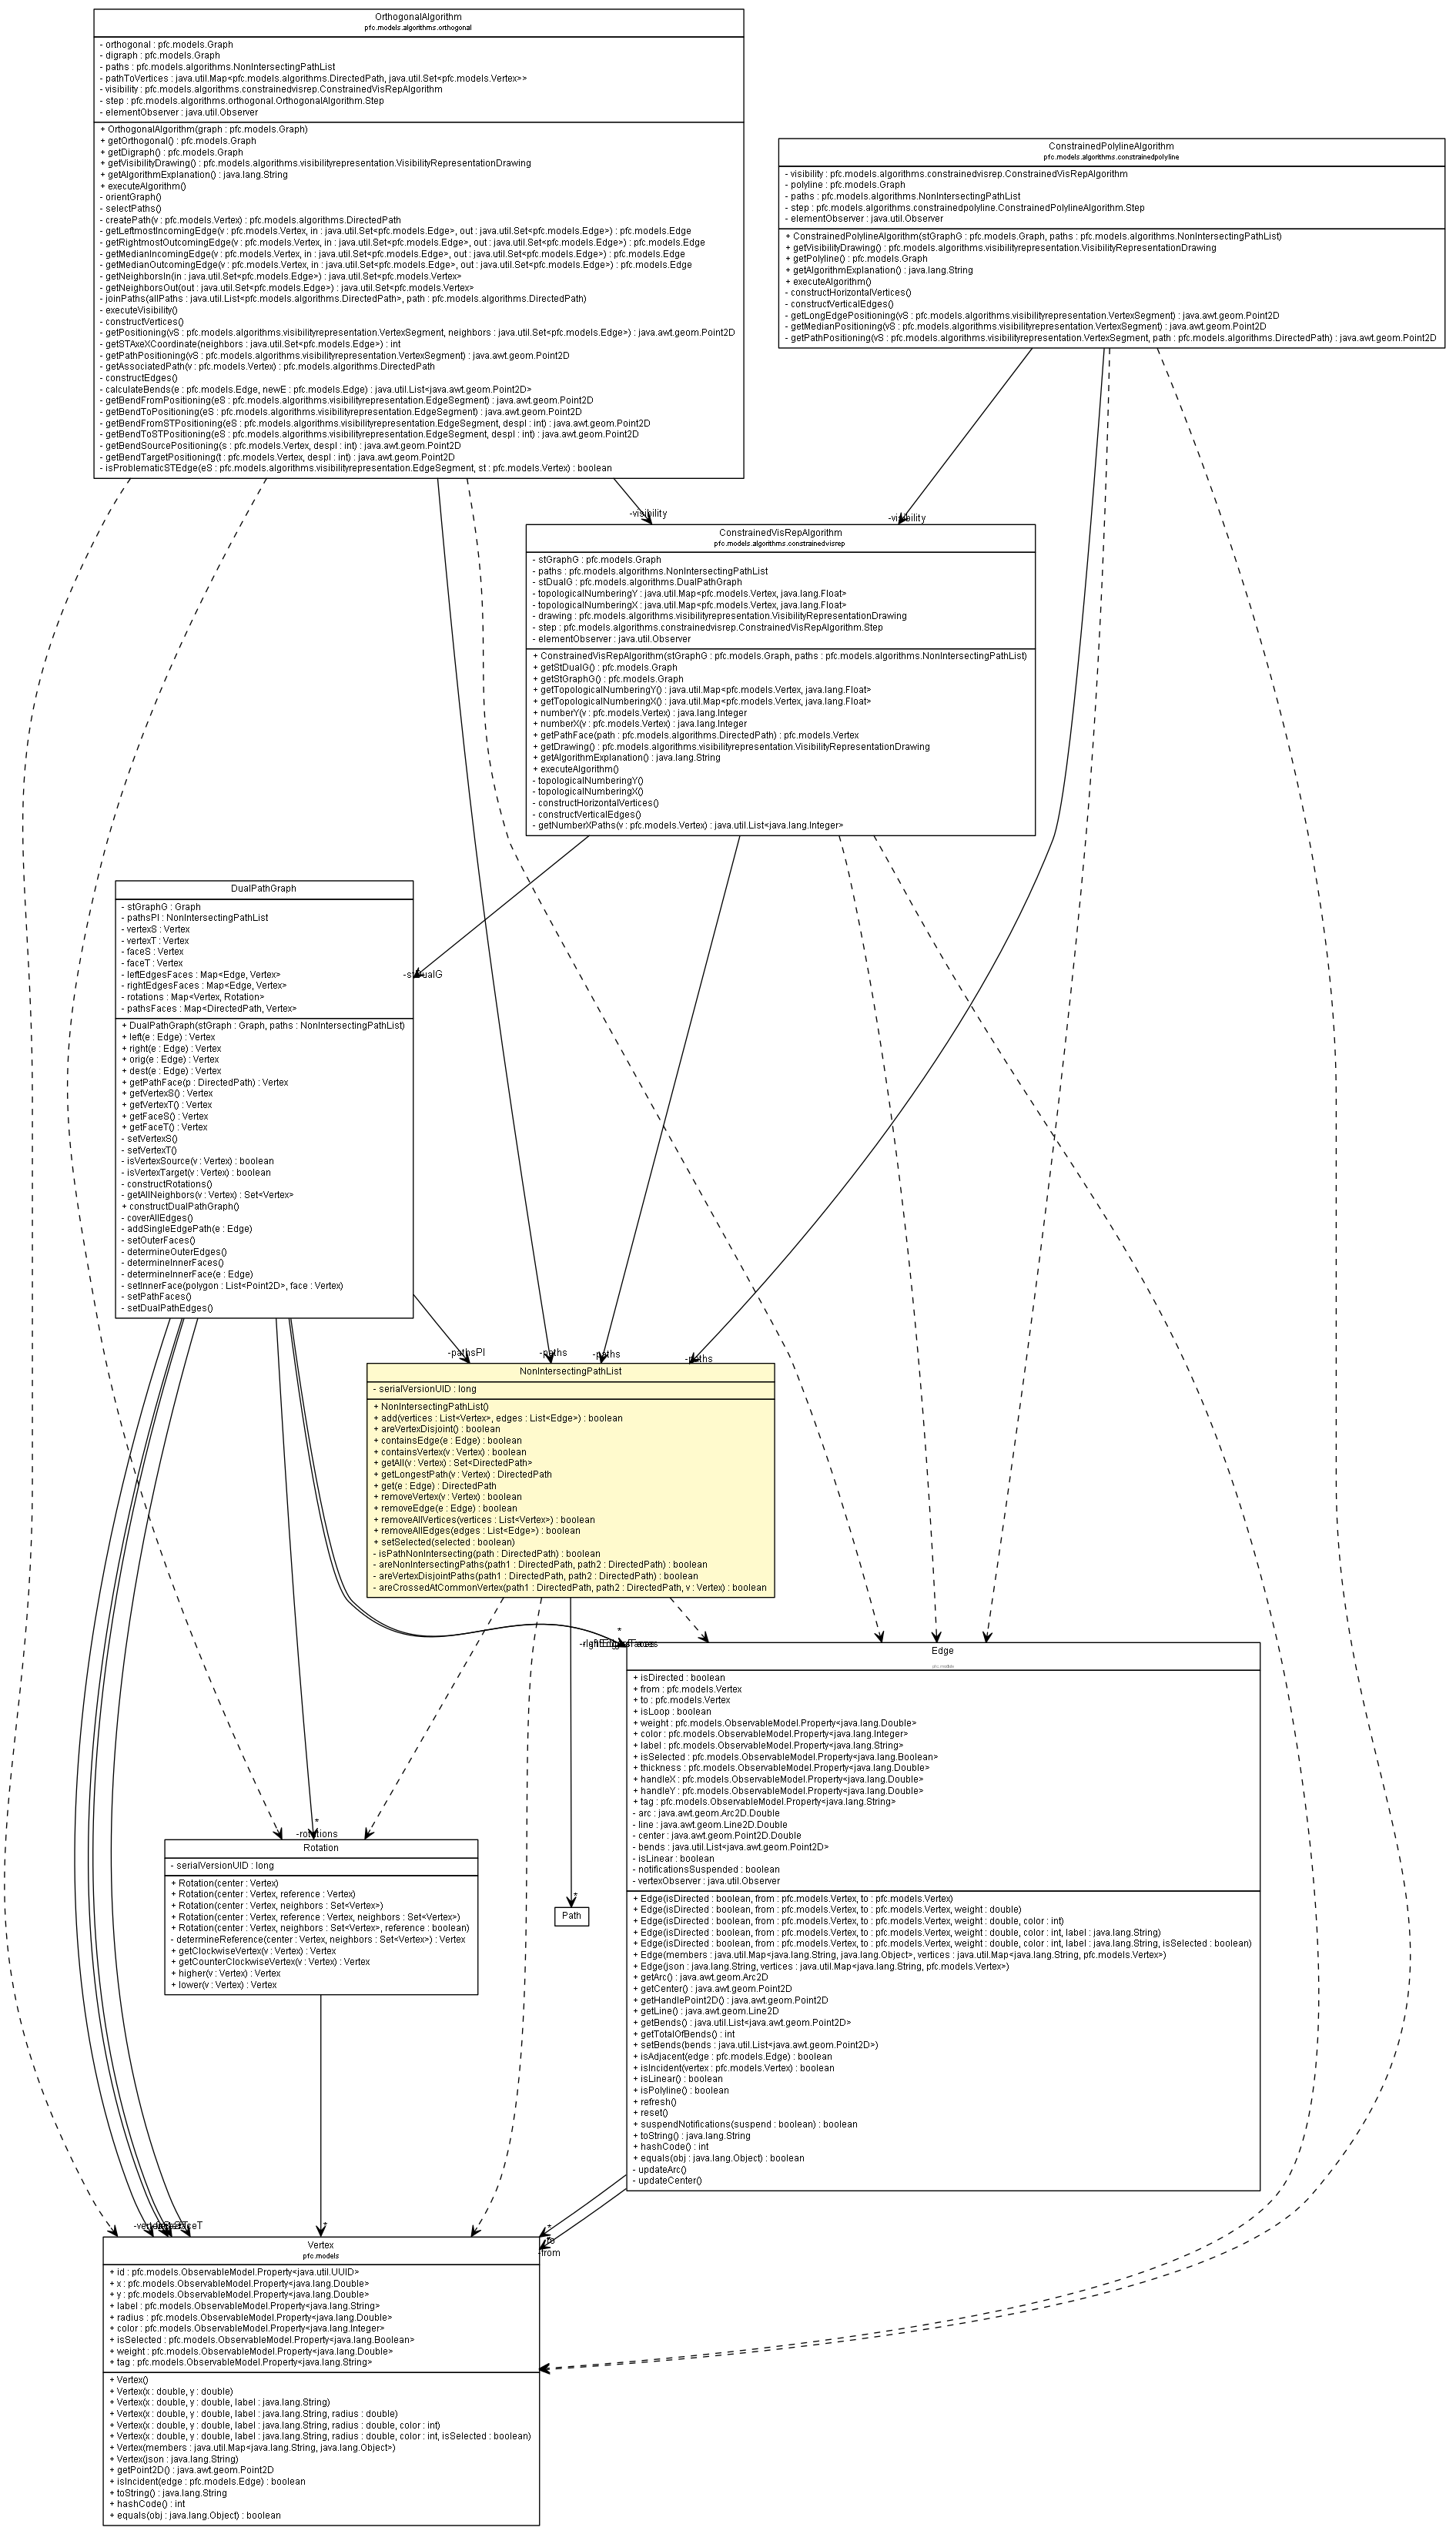 OrthogonalAlgorithm
pfc.models.algorithms.orthogonal
- orthogonal : pfc.models.Graph
- digraph : pfc.models.Graph
- paths : pfc.models.algorithms.NonIntersectingPathList
- pathToVertices : java.util.Map<pfc.models.algorithms.DirectedPath, java.util.Set<pfc.models.Vertex>>
- visibility : pfc.models.algorithms.constrainedvisrep.ConstrainedVisRepAlgorithm
- step : pfc.models.algorithms.orthogonal.OrthogonalAlgorithm.Step
- elementObserver : java.util.Observer
+ OrthogonalAlgorithm(graph : pfc.models.Graph)
+ getOrthogonal() : pfc.models.Graph
+ getDigraph() : pfc.models.Graph
+ getVisibilityDrawing() : pfc.models.algorithms.visibilityrepresentation.VisibilityRepresentationDrawing
+ getAlgorithmExplanation() : java.lang.String
+ executeAlgorithm()
- orientGraph()
- selectPaths()
- createPath(v : pfc.models.Vertex) : pfc.models.algorithms.DirectedPath
- getLeftmostIncomingEdge(v : pfc.models.Vertex, in : java.util.Set<pfc.models.Edge>, out : java.util.Set<pfc.models.Edge>) : pfc.models.Edge
- getRightmostOutcomingEdge(v : pfc.models.Vertex, in : java.util.Set<pfc.models.Edge>, out : java.util.Set<pfc.models.Edge>) : pfc.models.Edge
- getMedianIncomingEdge(v : pfc.models.Vertex, in : java.util.Set<pfc.models.Edge>, out : java.util.Set<pfc.models.Edge>) : pfc.models.Edge
- getMedianOutcomingEdge(v : pfc.models.Vertex, in : java.util.Set<pfc.models.Edge>, out : java.util.Set<pfc.models.Edge>) : pfc.models.Edge
- getNeighborsIn(in : java.util.Set<pfc.models.Edge>) : java.util.Set<pfc.models.Vertex>
- getNeighborsOut(out : java.util.Set<pfc.models.Edge>) : java.util.Set<pfc.models.Vertex>
- joinPaths(allPaths : java.util.List<pfc.models.algorithms.DirectedPath>, path : pfc.models.algorithms.DirectedPath)
- executeVisibility()
- constructVertices()
- getPositioning(vS : pfc.models.algorithms.visibilityrepresentation.VertexSegment, neighbors : java.util.Set<pfc.models.Edge>) : java.awt.geom.Point2D
- getSTAxeXCoordinate(neighbors : java.util.Set<pfc.models.Edge>) : int
- getPathPositioning(vS : pfc.models.algorithms.visibilityrepresentation.VertexSegment) : java.awt.geom.Point2D
- getAssociatedPath(v : pfc.models.Vertex) : pfc.models.algorithms.DirectedPath
- constructEdges()
- calculateBends(e : pfc.models.Edge, newE : pfc.models.Edge) : java.util.List<java.awt.geom.Point2D>
- getBendFromPositioning(eS : pfc.models.algorithms.visibilityrepresentation.EdgeSegment) : java.awt.geom.Point2D
- getBendToPositioning(eS : pfc.models.algorithms.visibilityrepresentation.EdgeSegment) : java.awt.geom.Point2D
- getBendFromSTPositioning(eS : pfc.models.algorithms.visibilityrepresentation.EdgeSegment, despl : int) : java.awt.geom.Point2D
- getBendToSTPositioning(eS : pfc.models.algorithms.visibilityrepresentation.EdgeSegment, despl : int) : java.awt.geom.Point2D
- getBendSourcePositioning(s : pfc.models.Vertex, despl : int) : java.awt.geom.Point2D
- getBendTargetPositioning(t : pfc.models.Vertex, despl : int) : java.awt.geom.Point2D
- isProblematicSTEdge(eS : pfc.models.algorithms.visibilityrepresentation.EdgeSegment, st : pfc.models.Vertex) : boolean
ConstrainedPolylineAlgorithm
pfc.models.algorithms.constrainedpolyline
- visibility : pfc.models.algorithms.constrainedvisrep.ConstrainedVisRepAlgorithm
- polyline : pfc.models.Graph
- paths : pfc.models.algorithms.NonIntersectingPathList
- step : pfc.models.algorithms.constrainedpolyline.ConstrainedPolylineAlgorithm.Step
- elementObserver : java.util.Observer
+ ConstrainedPolylineAlgorithm(stGraphG : pfc.models.Graph, paths : pfc.models.algorithms.NonIntersectingPathList)
+ getVisibilityDrawing() : pfc.models.algorithms.visibilityrepresentation.VisibilityRepresentationDrawing
+ getPolyline() : pfc.models.Graph
+ getAlgorithmExplanation() : java.lang.String
+ executeAlgorithm()
- constructHorizontalVertices()
- constructVerticalEdges()
- getLongEdgePositioning(vS : pfc.models.algorithms.visibilityrepresentation.VertexSegment) : java.awt.geom.Point2D
- getMedianPositioning(vS : pfc.models.algorithms.visibilityrepresentation.VertexSegment) : java.awt.geom.Point2D
- getPathPositioning(vS : pfc.models.algorithms.visibilityrepresentation.VertexSegment, path : pfc.models.algorithms.DirectedPath) : java.awt.geom.Point2D
-visibility
-visibility
ConstrainedVisRepAlgorithm
pfc.models.algorithms.constrainedvisrep
- stGraphG : pfc.models.Graph
- paths : pfc.models.algorithms.NonIntersectingPathList
- stDualG : pfc.models.algorithms.DualPathGraph
- topologicalNumberingY : java.util.Map<pfc.models.Vertex, java.lang.Float>
- topologicalNumberingX : java.util.Map<pfc.models.Vertex, java.lang.Float>
- drawing : pfc.models.algorithms.visibilityrepresentation.VisibilityRepresentationDrawing
- step : pfc.models.algorithms.constrainedvisrep.ConstrainedVisRepAlgorithm.Step
- elementObserver : java.util.Observer
+ ConstrainedVisRepAlgorithm(stGraphG : pfc.models.Graph, paths : pfc.models.algorithms.NonIntersectingPathList)
+ getStDualG() : pfc.models.Graph
+ getStGraphG() : pfc.models.Graph
+ getTopologicalNumberingY() : java.util.Map<pfc.models.Vertex, java.lang.Float>
+ getTopologicalNumberingX() : java.util.Map<pfc.models.Vertex, java.lang.Float>
+ numberY(v : pfc.models.Vertex) : java.lang.Integer
+ numberX(v : pfc.models.Vertex) : java.lang.Integer
+ getPathFace(path : pfc.models.algorithms.DirectedPath) : pfc.models.Vertex
+ getDrawing() : pfc.models.algorithms.visibilityrepresentation.VisibilityRepresentationDrawing
+ getAlgorithmExplanation() : java.lang.String
+ executeAlgorithm()
- topologicalNumberingY()
- topologicalNumberingX()
- constructHorizontalVertices()
- constructVerticalEdges()
- getNumberXPaths(v : pfc.models.Vertex) : java.util.List<java.lang.Integer>
DualPathGraph
- stGraphG : Graph
- pathsPI : NonIntersectingPathList
- vertexS : Vertex
- vertexT : Vertex
- faceS : Vertex
- faceT : Vertex
- leftEdgesFaces : Map<Edge, Vertex>
- rightEdgesFaces : Map<Edge, Vertex>
- rotations : Map<Vertex, Rotation>
- pathsFaces : Map<DirectedPath, Vertex>
+ DualPathGraph(stGraph : Graph, paths : NonIntersectingPathList)
+ left(e : Edge) : Vertex
+ right(e : Edge) : Vertex
+ orig(e : Edge) : Vertex
+ dest(e : Edge) : Vertex
+ getPathFace(p : DirectedPath) : Vertex
+ getVertexS() : Vertex
+ getVertexT() : Vertex
+ getFaceS() : Vertex
+ getFaceT() : Vertex
- setVertexS()
- setVertexT()
- isVertexSource(v : Vertex) : boolean
- isVertexTarget(v : Vertex) : boolean
- constructRotations()
- getAllNeighbors(v : Vertex) : Set<Vertex>
+ constructDualPathGraph()
- coverAllEdges()
- addSingleEdgePath(e : Edge)
- setOuterFaces()
- determineOuterEdges()
- determineInnerFaces()
- determineInnerFace(e : Edge)
- setInnerFace(polygon : List<Point2D>, face : Vertex)
- setPathFaces()
- setDualPathEdges()
-stDualG
-pathsPI
-paths
-paths
-paths
NonIntersectingPathList
- serialVersionUID : long
+ NonIntersectingPathList()
+ add(vertices : List<Vertex>, edges : List<Edge>) : boolean
+ areVertexDisjoint() : boolean
+ containsEdge(e : Edge) : boolean
+ containsVertex(v : Vertex) : boolean
+ getAll(v : Vertex) : Set<DirectedPath>
+ getLongestPath(v : Vertex) : DirectedPath
+ get(e : Edge) : DirectedPath
+ removeVertex(v : Vertex) : boolean
+ removeEdge(e : Edge) : boolean
+ removeAllVertices(vertices : List<Vertex>) : boolean
+ removeAllEdges(edges : List<Edge>) : boolean
+ setSelected(selected : boolean)
- isPathNonIntersecting(path : DirectedPath) : boolean
- areNonIntersectingPaths(path1 : DirectedPath, path2 : DirectedPath) : boolean
- areVertexDisjointPaths(path1 : DirectedPath, path2 : DirectedPath) : boolean
- areCrossedAtCommonVertex(path1 : DirectedPath, path2 : DirectedPath, v : Vertex) : boolean
*
Edge
pfc.models
+ isDirected : boolean
+ from : pfc.models.Vertex
+ to : pfc.models.Vertex
+ isLoop : boolean
+ weight : pfc.models.ObservableModel.Property<java.lang.Double>
+ color : pfc.models.ObservableModel.Property<java.lang.Integer>
+ label : pfc.models.ObservableModel.Property<java.lang.String>
+ isSelected : pfc.models.ObservableModel.Property<java.lang.Boolean>
+ thickness : pfc.models.ObservableModel.Property<java.lang.Double>
+ handleX : pfc.models.ObservableModel.Property<java.lang.Double>
+ handleY : pfc.models.ObservableModel.Property<java.lang.Double>
+ tag : pfc.models.ObservableModel.Property<java.lang.String>
- arc : java.awt.geom.Arc2D.Double
- line : java.awt.geom.Line2D.Double
- center : java.awt.geom.Point2D.Double
- bends : java.util.List<java.awt.geom.Point2D>
- isLinear : boolean
- notificationsSuspended : boolean
- vertexObserver : java.util.Observer
+ Edge(isDirected : boolean, from : pfc.models.Vertex, to : pfc.models.Vertex)
+ Edge(isDirected : boolean, from : pfc.models.Vertex, to : pfc.models.Vertex, weight : double)
+ Edge(isDirected : boolean, from : pfc.models.Vertex, to : pfc.models.Vertex, weight : double, color : int)
+ Edge(isDirected : boolean, from : pfc.models.Vertex, to : pfc.models.Vertex, weight : double, color : int, label : java.lang.String)
+ Edge(isDirected : boolean, from : pfc.models.Vertex, to : pfc.models.Vertex, weight : double, color : int, label : java.lang.String, isSelected : boolean)
+ Edge(members : java.util.Map<java.lang.String, java.lang.Object>, vertices : java.util.Map<java.lang.String, pfc.models.Vertex>)
+ Edge(json : java.lang.String, vertices : java.util.Map<java.lang.String, pfc.models.Vertex>)
+ getArc() : java.awt.geom.Arc2D
+ getCenter() : java.awt.geom.Point2D
+ getHandlePoint2D() : java.awt.geom.Point2D
+ getLine() : java.awt.geom.Line2D
+ getBends() : java.util.List<java.awt.geom.Point2D>
+ getTotalOfBends() : int
+ setBends(bends : java.util.List<java.awt.geom.Point2D>)
+ isAdjacent(edge : pfc.models.Edge) : boolean
+ isIncident(vertex : pfc.models.Vertex) : boolean
+ isLinear() : boolean
+ isPolyline() : boolean
+ refresh()
+ reset()
+ suspendNotifications(suspend : boolean) : boolean
+ toString() : java.lang.String
+ hashCode() : int
+ equals(obj : java.lang.Object) : boolean
- updateArc()
- updateCenter()
*
-rotations
Rotation
- serialVersionUID : long
+ Rotation(center : Vertex)
+ Rotation(center : Vertex, reference : Vertex)
+ Rotation(center : Vertex, neighbors : Set<Vertex>)
+ Rotation(center : Vertex, reference : Vertex, neighbors : Set<Vertex>)
+ Rotation(center : Vertex, neighbors : Set<Vertex>, reference : boolean)
- determineReference(center : Vertex, neighbors : Set<Vertex>) : Vertex
+ getClockwiseVertex(v : Vertex) : Vertex
+ getCounterClockwiseVertex(v : Vertex) : Vertex
+ higher(v : Vertex) : Vertex
+ lower(v : Vertex) : Vertex
*
Path
*
*
-to
-from
Vertex
pfc.models
+ id : pfc.models.ObservableModel.Property<java.util.UUID>
+ x : pfc.models.ObservableModel.Property<java.lang.Double>
+ y : pfc.models.ObservableModel.Property<java.lang.Double>
+ label : pfc.models.ObservableModel.Property<java.lang.String>
+ radius : pfc.models.ObservableModel.Property<java.lang.Double>
+ color : pfc.models.ObservableModel.Property<java.lang.Integer>
+ isSelected : pfc.models.ObservableModel.Property<java.lang.Boolean>
+ weight : pfc.models.ObservableModel.Property<java.lang.Double>
+ tag : pfc.models.ObservableModel.Property<java.lang.String>
+ Vertex()
+ Vertex(x : double, y : double)
+ Vertex(x : double, y : double, label : java.lang.String)
+ Vertex(x : double, y : double, label : java.lang.String, radius : double)
+ Vertex(x : double, y : double, label : java.lang.String, radius : double, color : int)
+ Vertex(x : double, y : double, label : java.lang.String, radius : double, color : int, isSelected : boolean)
+ Vertex(members : java.util.Map<java.lang.String, java.lang.Object>)
+ Vertex(json : java.lang.String)
+ getPoint2D() : java.awt.geom.Point2D
+ isIncident(edge : pfc.models.Edge) : boolean
+ toString() : java.lang.String
+ hashCode() : int
+ equals(obj : java.lang.Object) : boolean